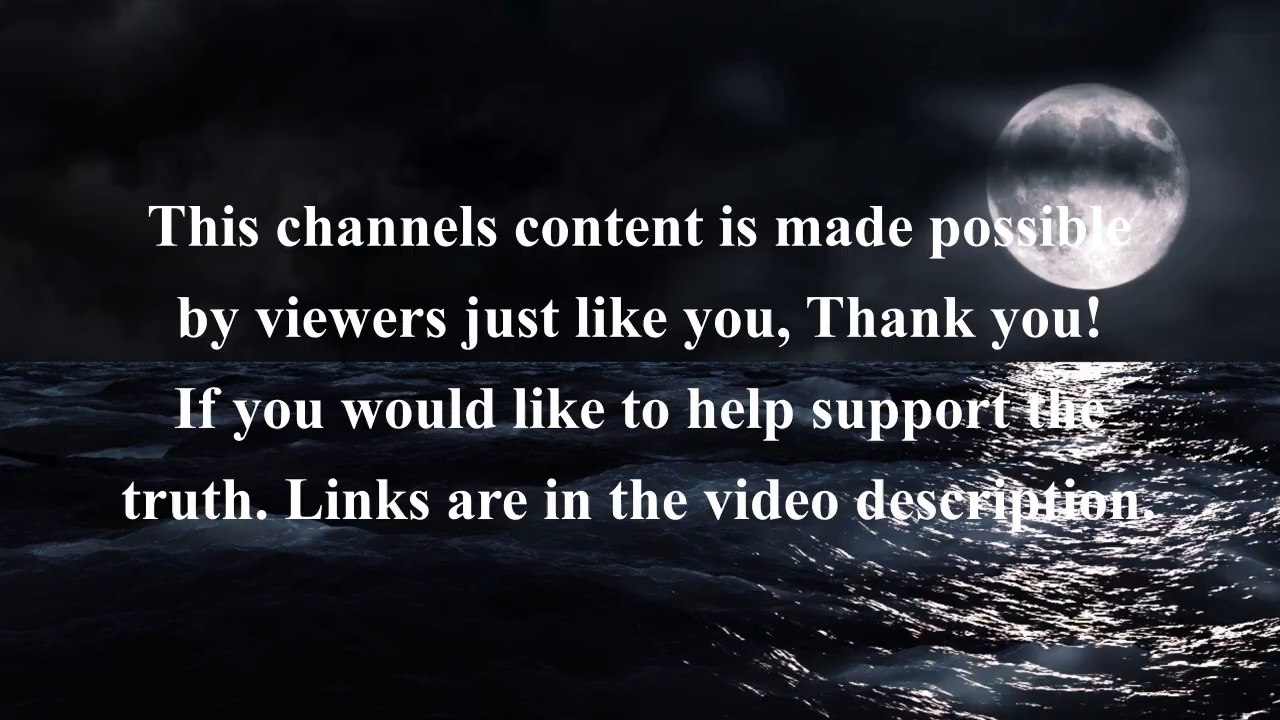 This channels content is made possible
by viewers just like you, Thank you!
If you would like to help support the
truth. Links are in the video description.